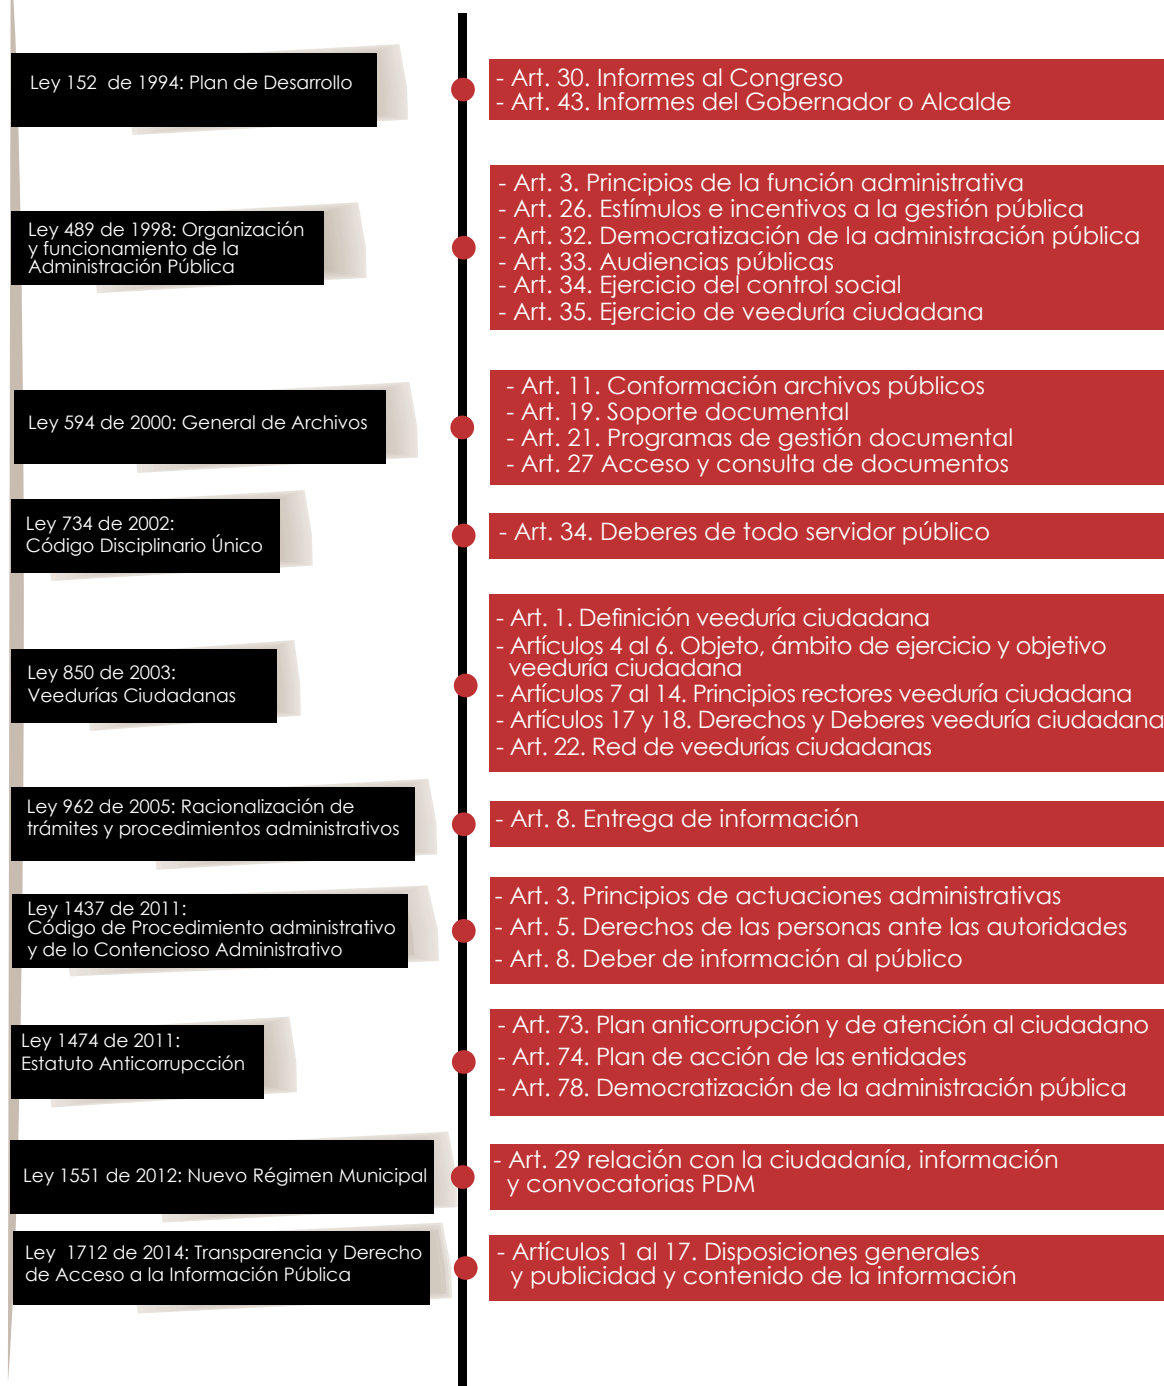 Ley 152  de 1994: Plan de Desarrollo
- Art. 30. Informes al Congreso
- Art. 43. Informes del Gobernador o Alcalde
Ley 489 de 1998: Organización
y funcionamiento de la
Administración Pública
- Art. 3. Principios de la función administrativa
- Art. 26. Estímulos e incentivos a la gestión pública
- Art. 32. Democratización de la administración pública
- Art. 33. Audiencias públicas
- Art. 34. Ejercicio del control social
- Art. 35. Ejercicio de veeduría ciudadana
Ley 594 de 2000: General de Archivos
- Art. 11. Conformación archivos públicos
- Art. 19. Soporte documental
- Art. 21. Programas de gestión documental
- Art. 27 Acceso y consulta de documentos
Ley 734 de 2002:
Código Disciplinario Único
- Art. 34. Deberes de todo servidor público
Ley 850 de 2003:
Veedurías Ciudadanas
- Art. 1. Definición veeduría ciudadana
- Artículos 4 al 6. Objeto, ámbito de ejercicio y objetivo
veeduría ciudadana
- Artículos 7 al 14. Principios rectores veeduría ciudadana
- Artículos 17 y 18. Derechos y Deberes veeduría ciudadana
- Art. 22. Red de veedurías ciudadanas
Ley 962 de 2005: Racionalización de
trámites y procedimientos administrativos
- Art. 8. Entrega de información
Ley 1437 de 2011:
Código de Procedimiento administrativo
y de lo Contencioso Administrativo
- Art. 3. Principios de actuaciones administrativas
- Art. 5. Derechos de las personas ante las autoridades
- Art. 8. Deber de información al público
Ley 1474 de 2011:
Estatuto Anticorrupcción
- Art. 73. Plan anticorrupción y de atención al ciudadano
- Art. 74. Plan de acción de las entidades
- Art. 78. Democratización de la administración pública
Ley 1551 de 2012: Nuevo Régimen Municipal
- Art. 29 relación con la ciudadanía, información
y convocatorias PDM
Ley  1712 de 2014: Transparencia y Derecho
de Acceso a la Información Pública
- Artículos 1 al 17. Disposiciones generales
y publicidad y contenido de la información